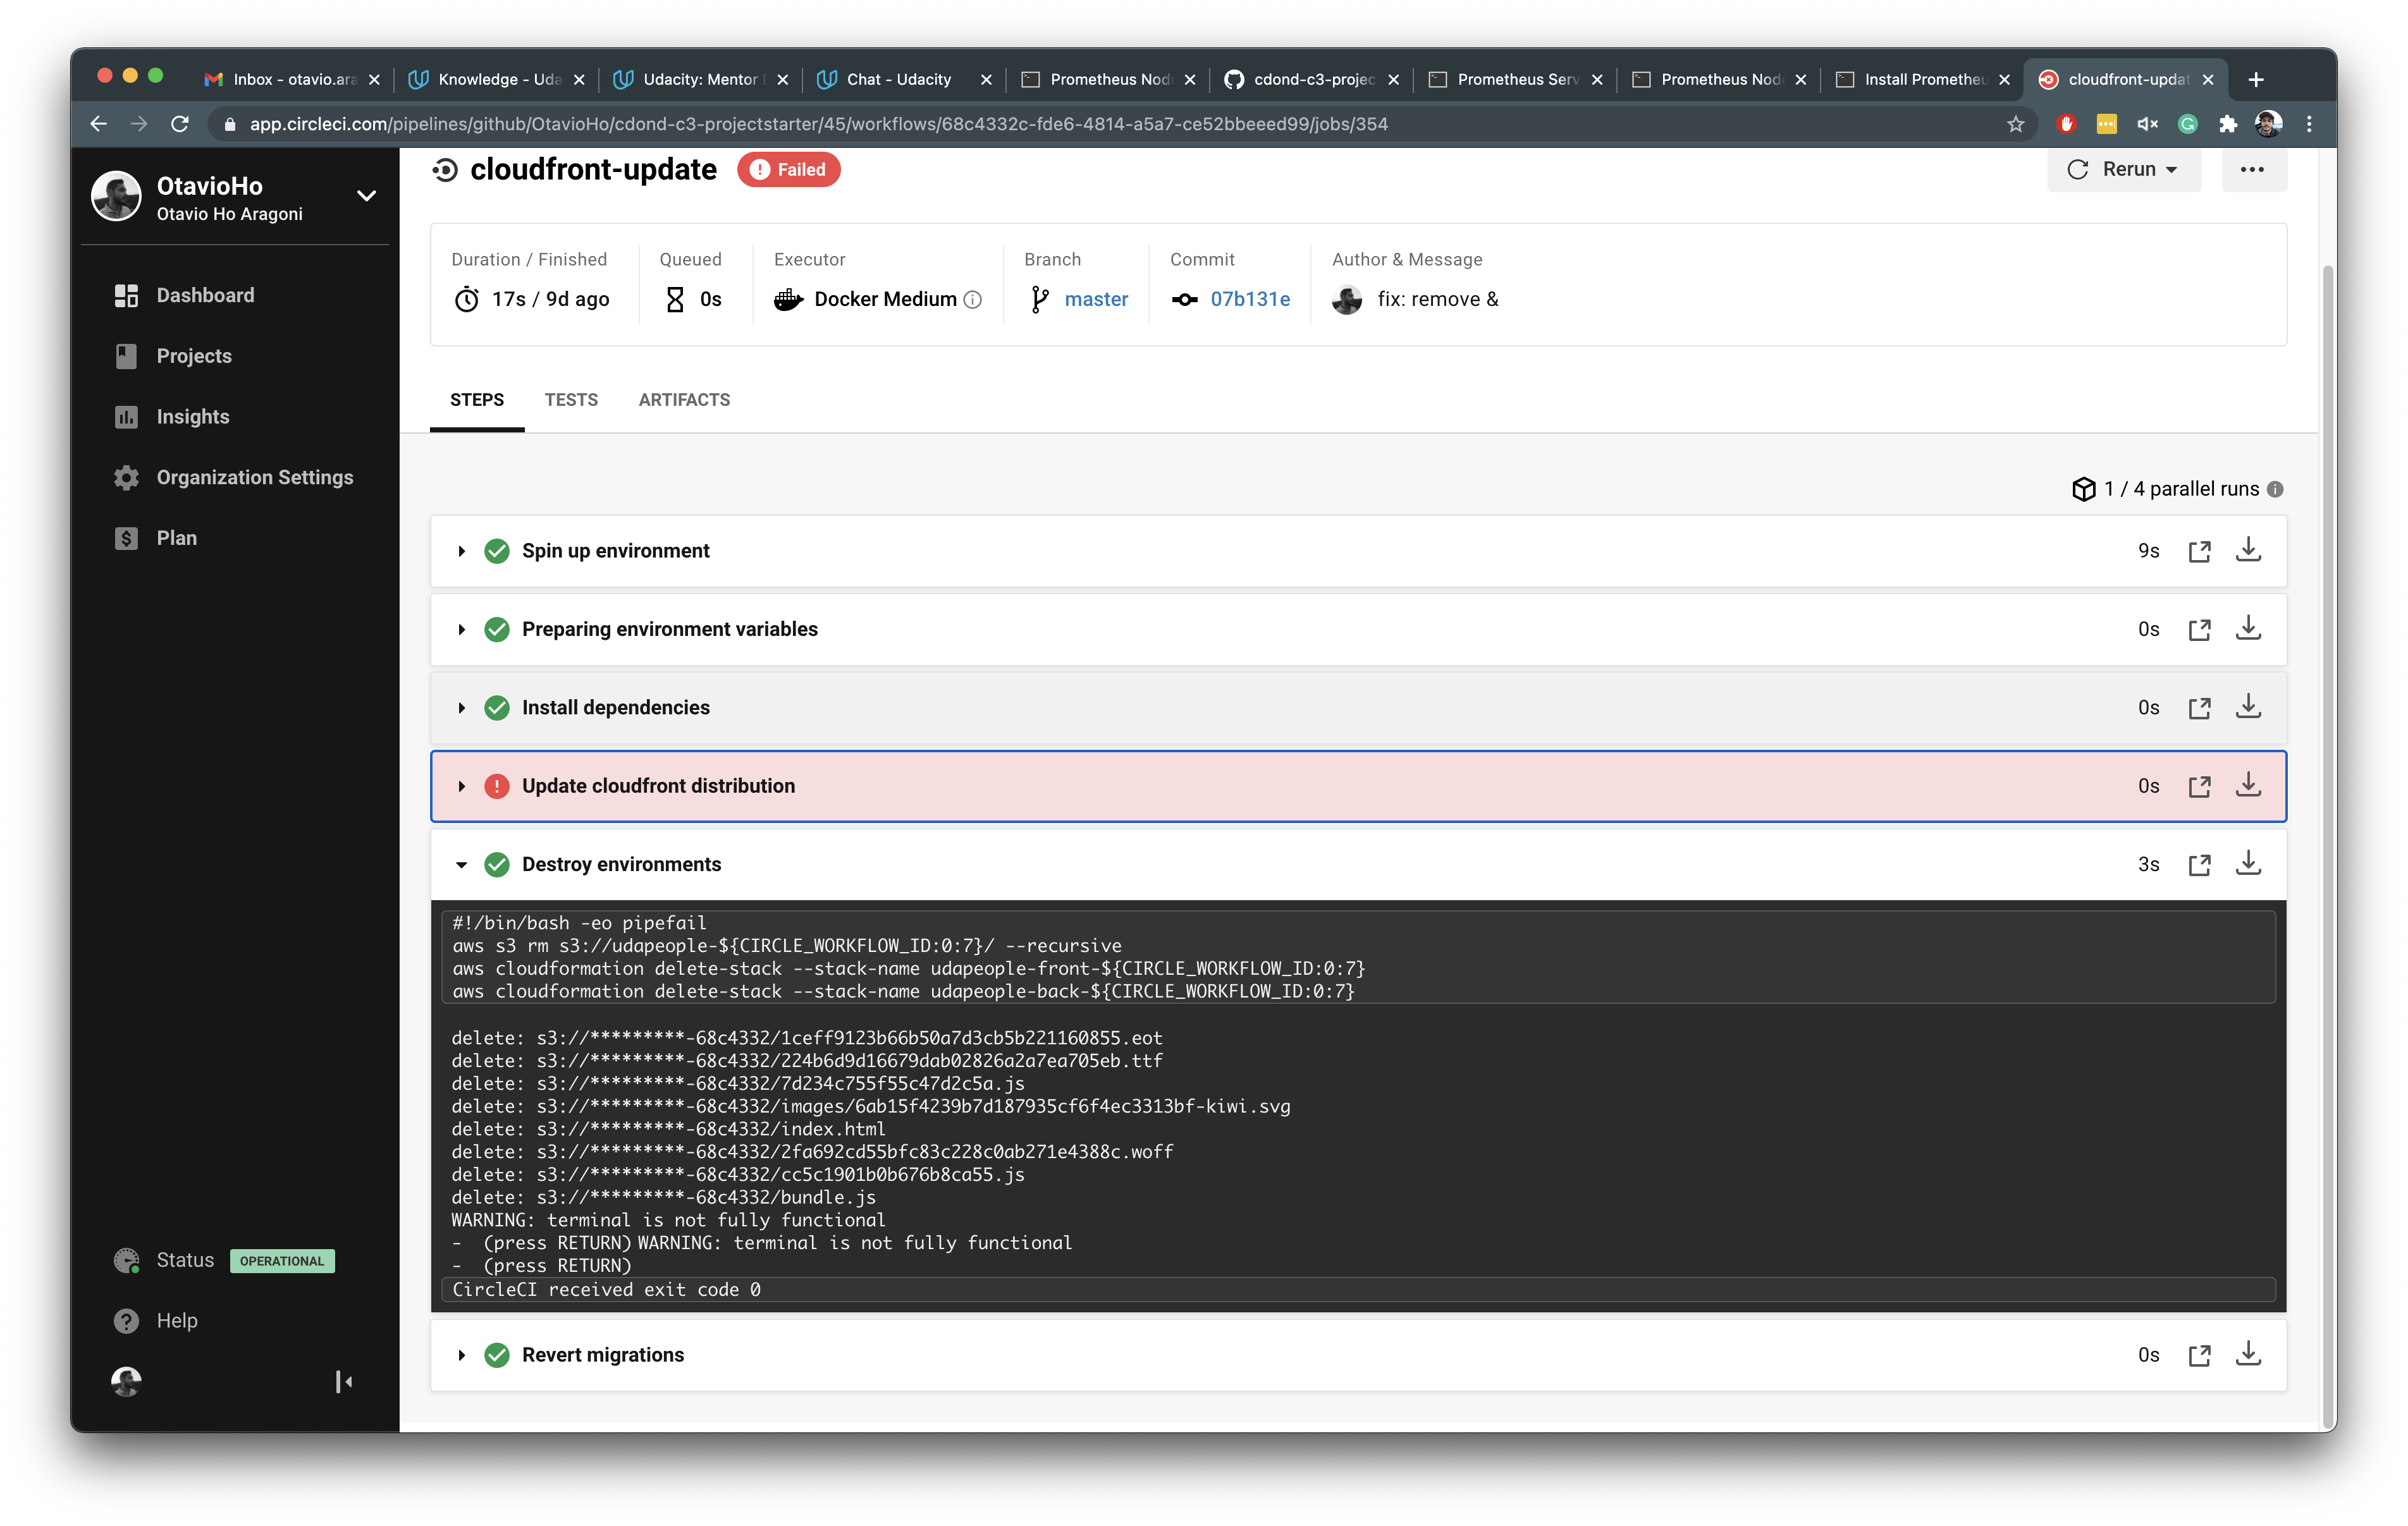 Inbox - otavio.ara
Knowledge - Uda
Udacity: Mentor
Chat - Udacity
Prometheus Nod
cdond-c3-projec
Prometheus Serv
Prometheus Nod
Install Prometheu
cloudfront-updat
app.circleci.com/pipelines/github/OtavioHo/cdond-c3-projectstarter/45/workflows/68c4332c-fde6-4814-a5a7-ce52bbeeed99/jobs/354
OtavioHo
Otavio Ho Aragoni
Dashboard
Projects
Insights
Organization Settings
Plan
Status OPERATIONAL
Help
cloudfront-update
Failed
Rerun
Duration / Finished
17s / 9d ago
Queued
0s
Executor
Docker Medium
Branch
master
Commit
07b131e
Author & Message
fix: remove &
STEPS
TESTS
ARTIFACTS
1 / 4 parallel runs
Spin up environment 9s
Preparing environment variables 0s
Install dependencies 0s
Update cloudfront distribution 0s
Destroy environments 3s
#!/bin/bash -eo pipefail
aws s3 rm s3://udapeople-${CIRCLE_WORKFLOW_ID:0:7}/ --recursive
aws cloudformation delete-stack --stack-name udapeople-front-${CIRCLE_WORKFLOW_ID:0:7}
aws cloudformation delete-stack --stack-name udapeople-back-${CIRCLE_WORKFLOW_ID:0:7}
delete: s3://*********-68c4332/1ceff9123b66b50a7d3cb5b221160855.eot
delete: s3://*********-68c4332/224b6d9d16679dab02826a2a7ea705eb.ttf
delete: s3://*********-68c4332/7d234c755f55c47d2c5a.js
delete: s3://*********-68c4332/images/6ab15f4239b7d187935cf6f4ec3313bf-kiwi.svg
delete: s3://*********-68c4332/index.html
delete: s3://*********-68c4332/2fa692cd55bfc83c228c0ab271e4388c.woff
delete: s3://*********-68c4332/cc5c1901b0b676b8ca55.js
delete: s3://*********-68c4332/bundle.js
WARNING: terminal is not fully functional
-  (press RETURN) WARNING: terminal is not fully functional
-  (press RETURN)
CircleCI received exit code 0
Revert migrations 0s